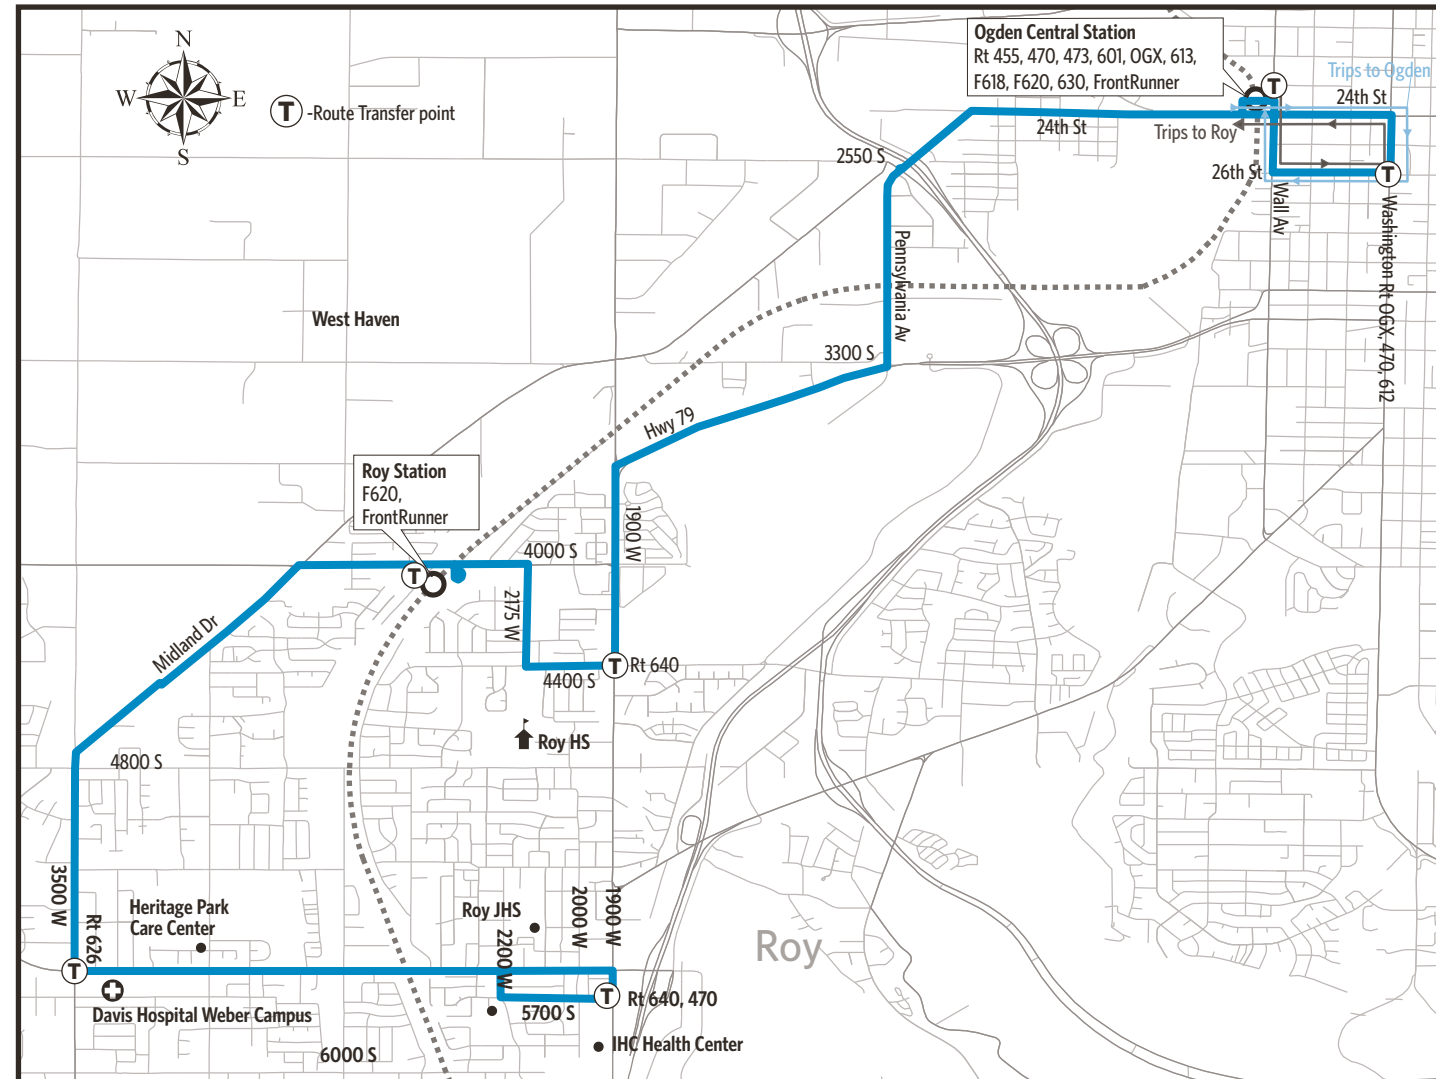 N
W
E
S
T
-Route Transfer point
Ogden Central Station
Rt 455, 470, 473, 601, OGX, 613,
F618, F620, 630, FrontRunner
T
Trips to Ogden
24th St
24th St
Trips to Roy
2550 S
26th St
T
Wall Av
Washington Rt OGX, 470, 612
Pennsylvania Av
West Haven
3300 S
Hwy 79
Roy Station
F620,
FrontRunner
1900 W
4000 S
T
2175 W
Midland Dr
T
Rt 640
4400 S
Roy HS
4800 S
3500 W
Rt 626
Heritage Park
Care Center
Roy JHS
2000 W
1900 W
2200 W
Roy
T
Davis Hospital Weber Campus
T
Rt 640, 470
5700 S
IHC Health Center
6000 S